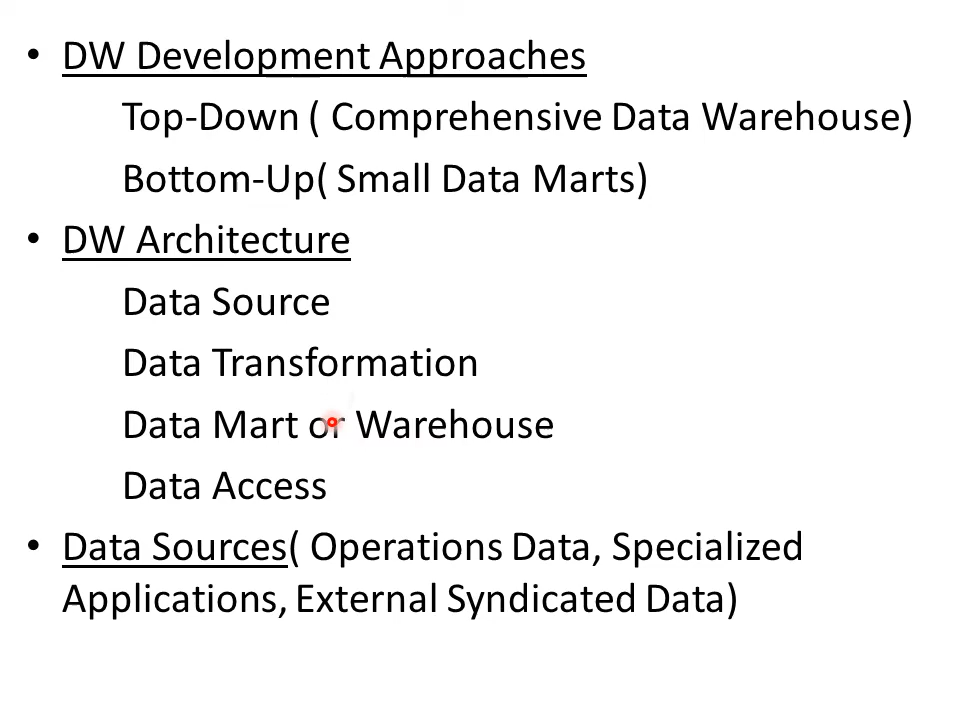 • DW Development Approaches
Top-Down ( Comprehensive Data Warehouse)
Bottom-Up( Small Data Marts)
• DW Architecture
Data Source
Data Transformation
Data Mart or Warehouse
Data Access
• Data Sources( Operations Data, Specialized
Applications, External Syndicated Data)